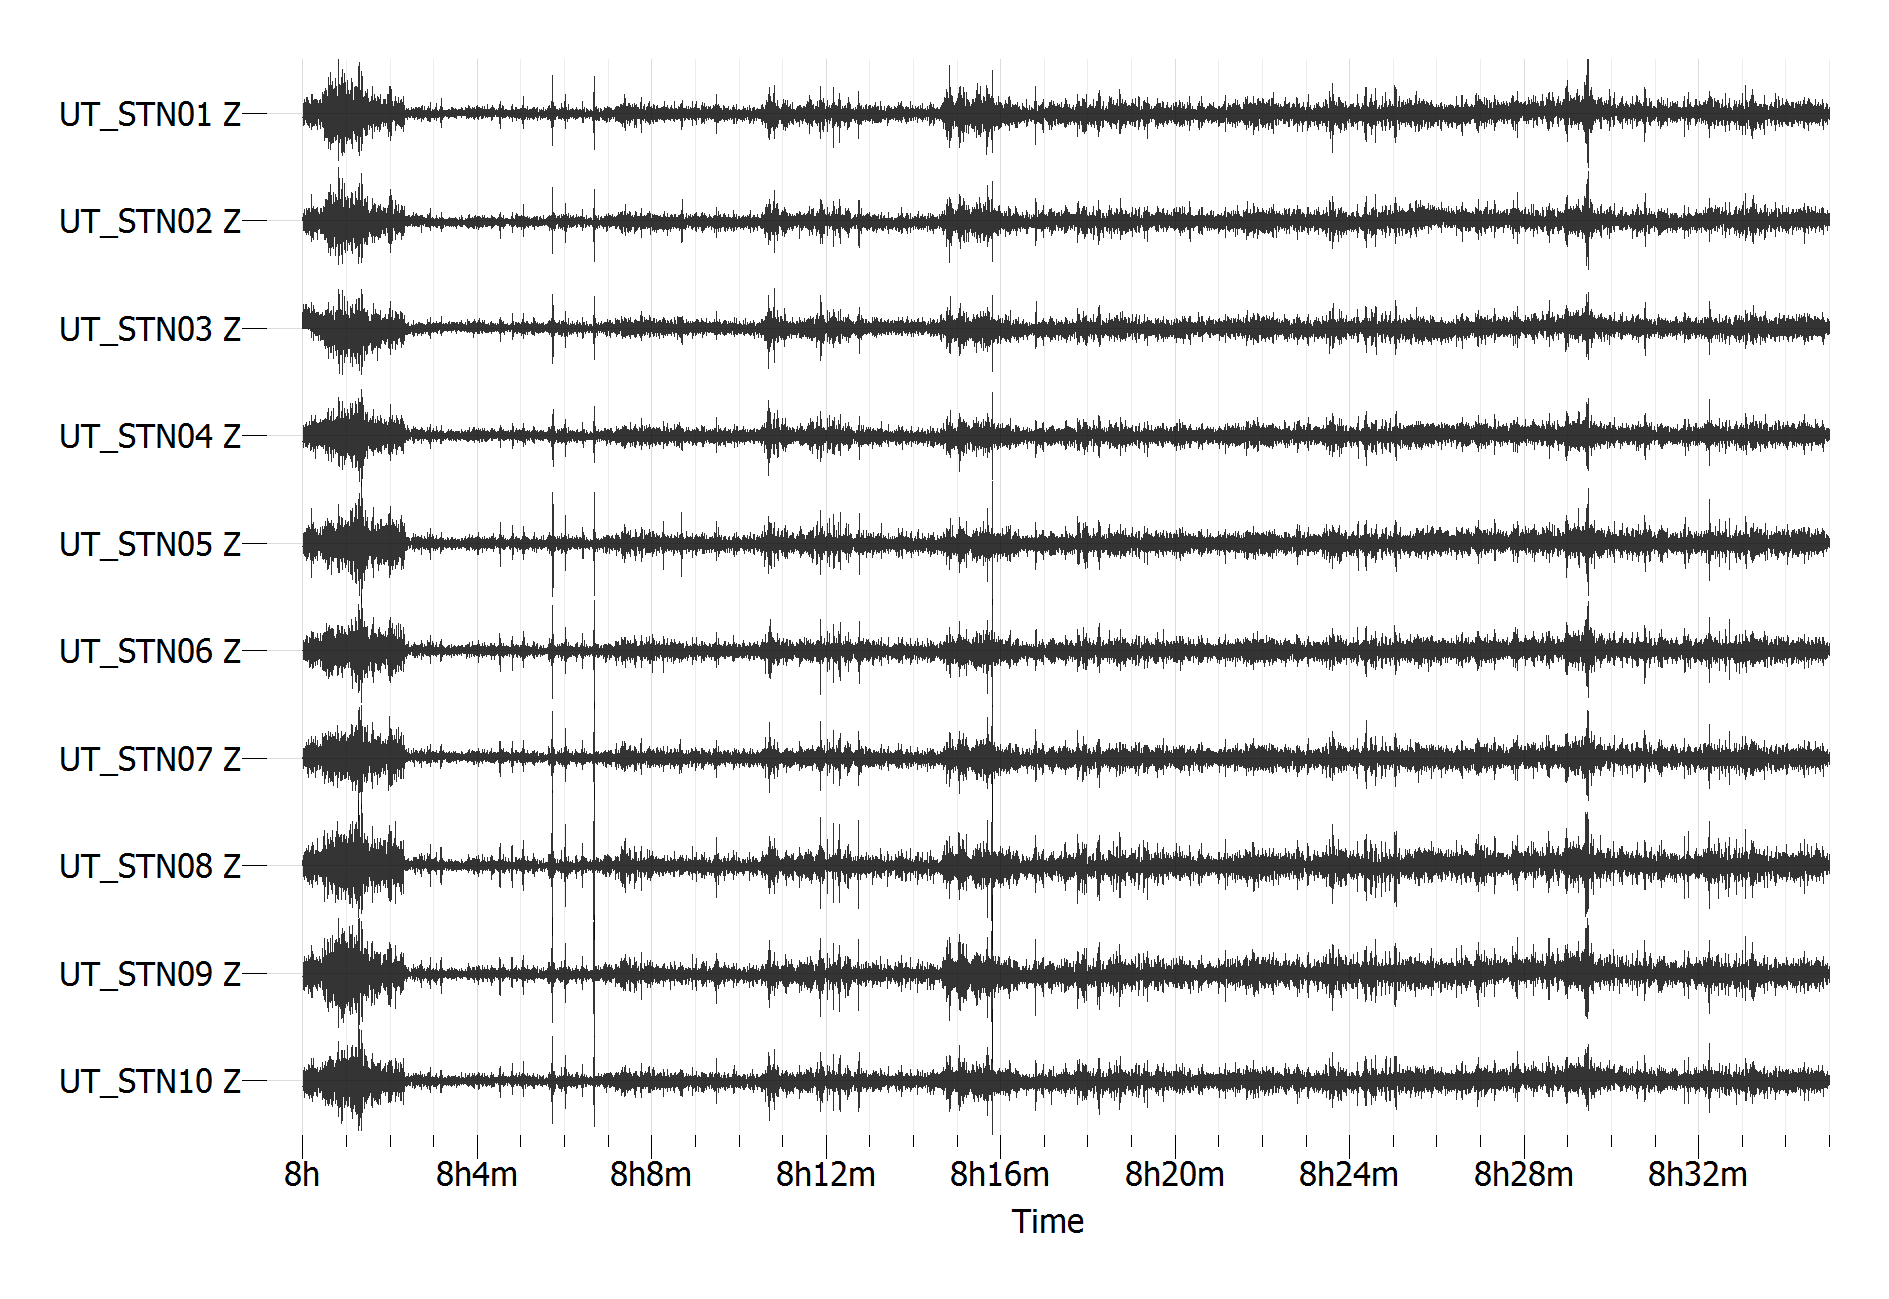 UT_STN01 Z
UT_STN02 Z
UT_STN03 Z
UT_STN04 Z
UT_STN05 Z
UT_STN06 Z
UT_STN07 Z
UT_STN08 Z
UT_STN09 Z
UT_STN10 Z
8h 8h4m 8h8m 8h12m 8h16m 8h20m 8h24m 8h28m 8h32m
Time